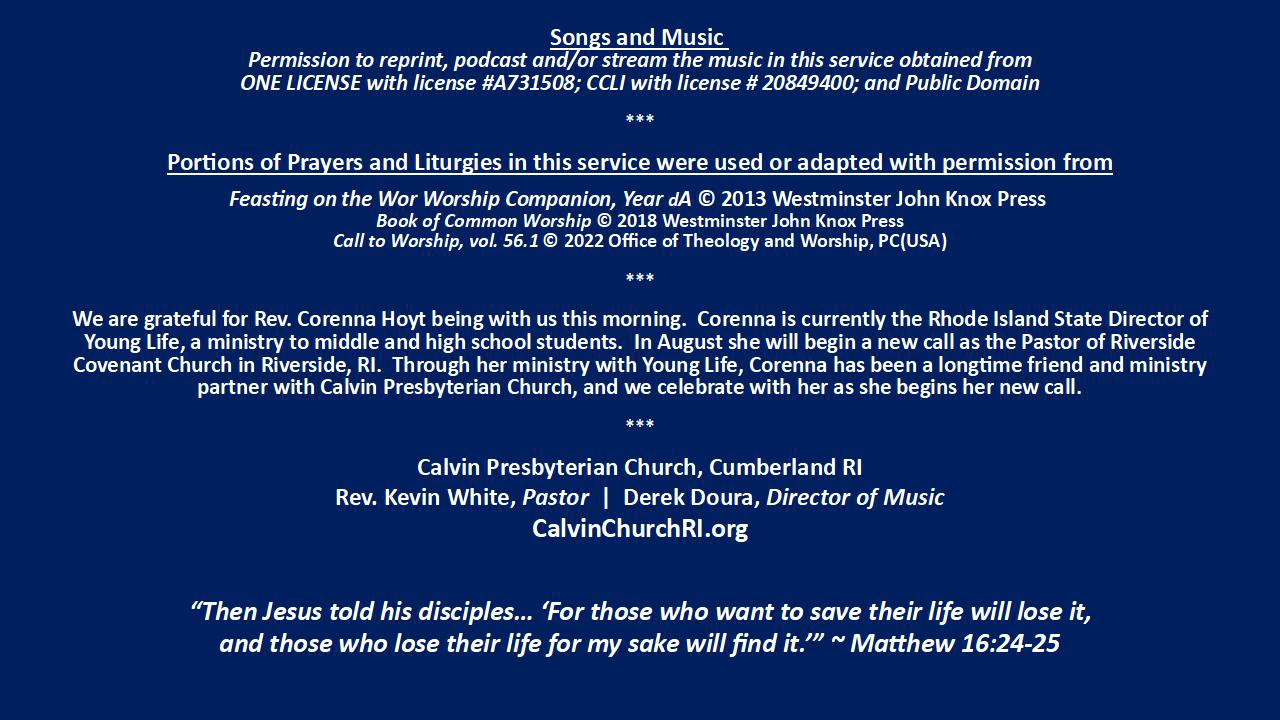 Songs and Music
Permission to reprint, podcast and/or stream the music in this service obtained from
ONE LICENSE with license #A731508; CCLI with license # 20849400; and Public Domain
***
Portions of Prayers and Liturgies in this service were used or adapted with permission from
Feasting on the Wor Worship Companion, Year dA © 2013 Westminster John Knox Press
Book of Common Worship © 2018 Westminster John Knox Press
Call to Worship, vol. 56.1 © 2022 Office of Theology and Worship, PC(USA)
***
We are grateful for Rev. Corenna Hoyt being with us this morning.  Corenna is currently the Rhode Island State Director of
Young Life, a ministry to middle and high school students.  In August she will begin a new call as the Pastor of Riverside
Covenant Church in Riverside, RI.  Through her ministry with Young Life, Corenna has been a longtime friend and ministry
partner with Calvin Presbyterian Church, and we celebrate with her as she begins her new call.
***
Calvin Presbyterian Church, Cumberland RI
Rev. Kevin White, Pastor  |  Derek Doura, Director of Music
CalvinChurchRI.org
“Then Jesus told his disciples… ‘For those who want to save their life will lose it,
and those who lose their life for my sake will find it.’” ~ Matthew 16:24-25